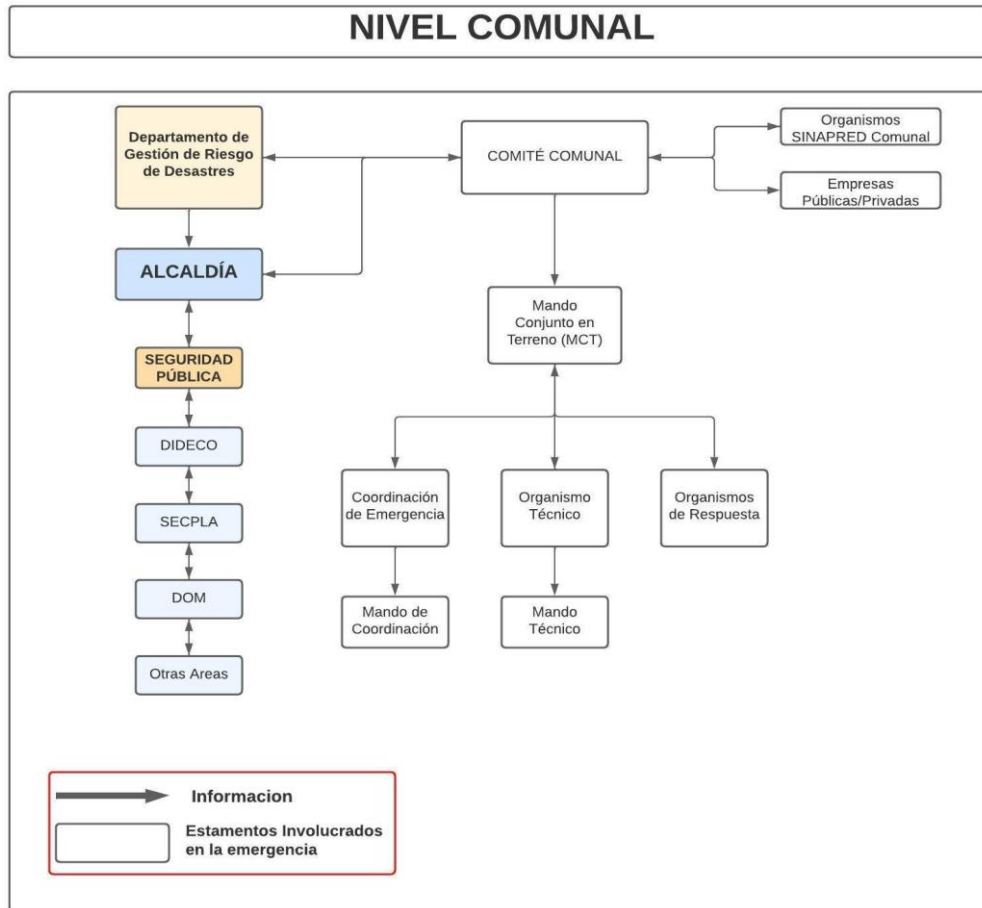 NIVEL COMUNAL
Departamento de
Gestión de Riesgo
de Desastres
COMITÉ COMUNAL
Organismos
SINAPRED Comunal
Empresas
Públicas/Privadas
ALCALDÍA
Mando
Conjunto en
Terreno (MCT)
SEGURIDAD
PÚBLICA
DIDECO
SECPLA
DOM
Otras Areas
Coordinación
de Emergencia
Organismo
Técnico
Organismos
de Respuesta
Mando de
Coordinación
Mando
Técnico
Informacion
Estamentos Involucrados
en la emergencia